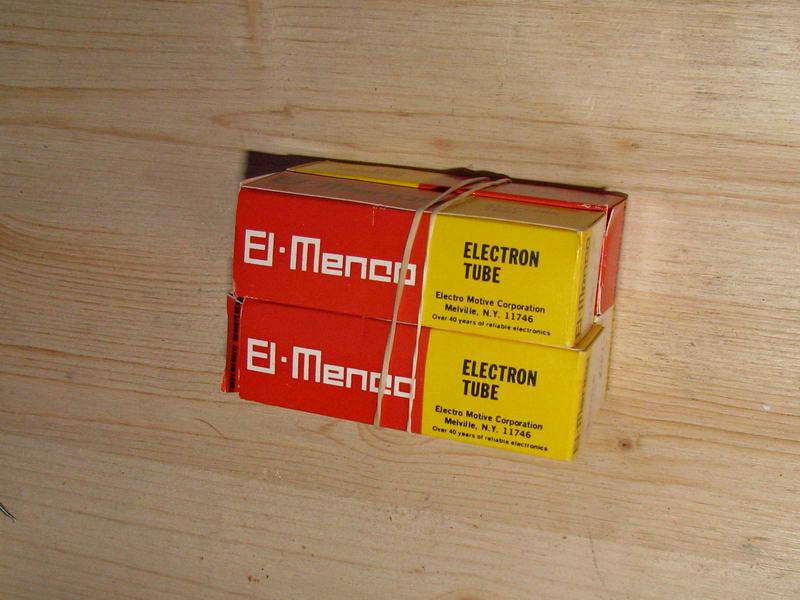 El·Menco
ELECTRON
TUBE
Electro Motive Corporation
Melville, N.Y. 11746
Over 40 years of reliable electronics
El·Menco
ELECTRON
TUBE
Electro Motive Corporation
Melville, N.Y. 11746
Over 40 years of reliable electronics